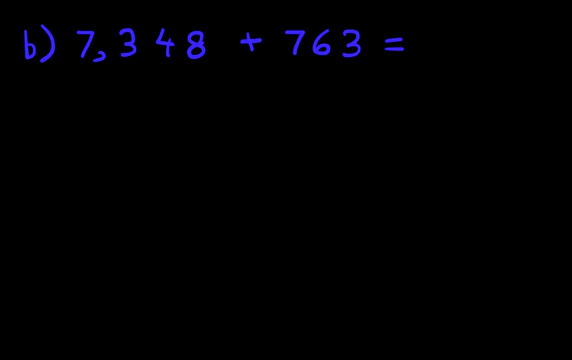 b) 7,348 + 763 =